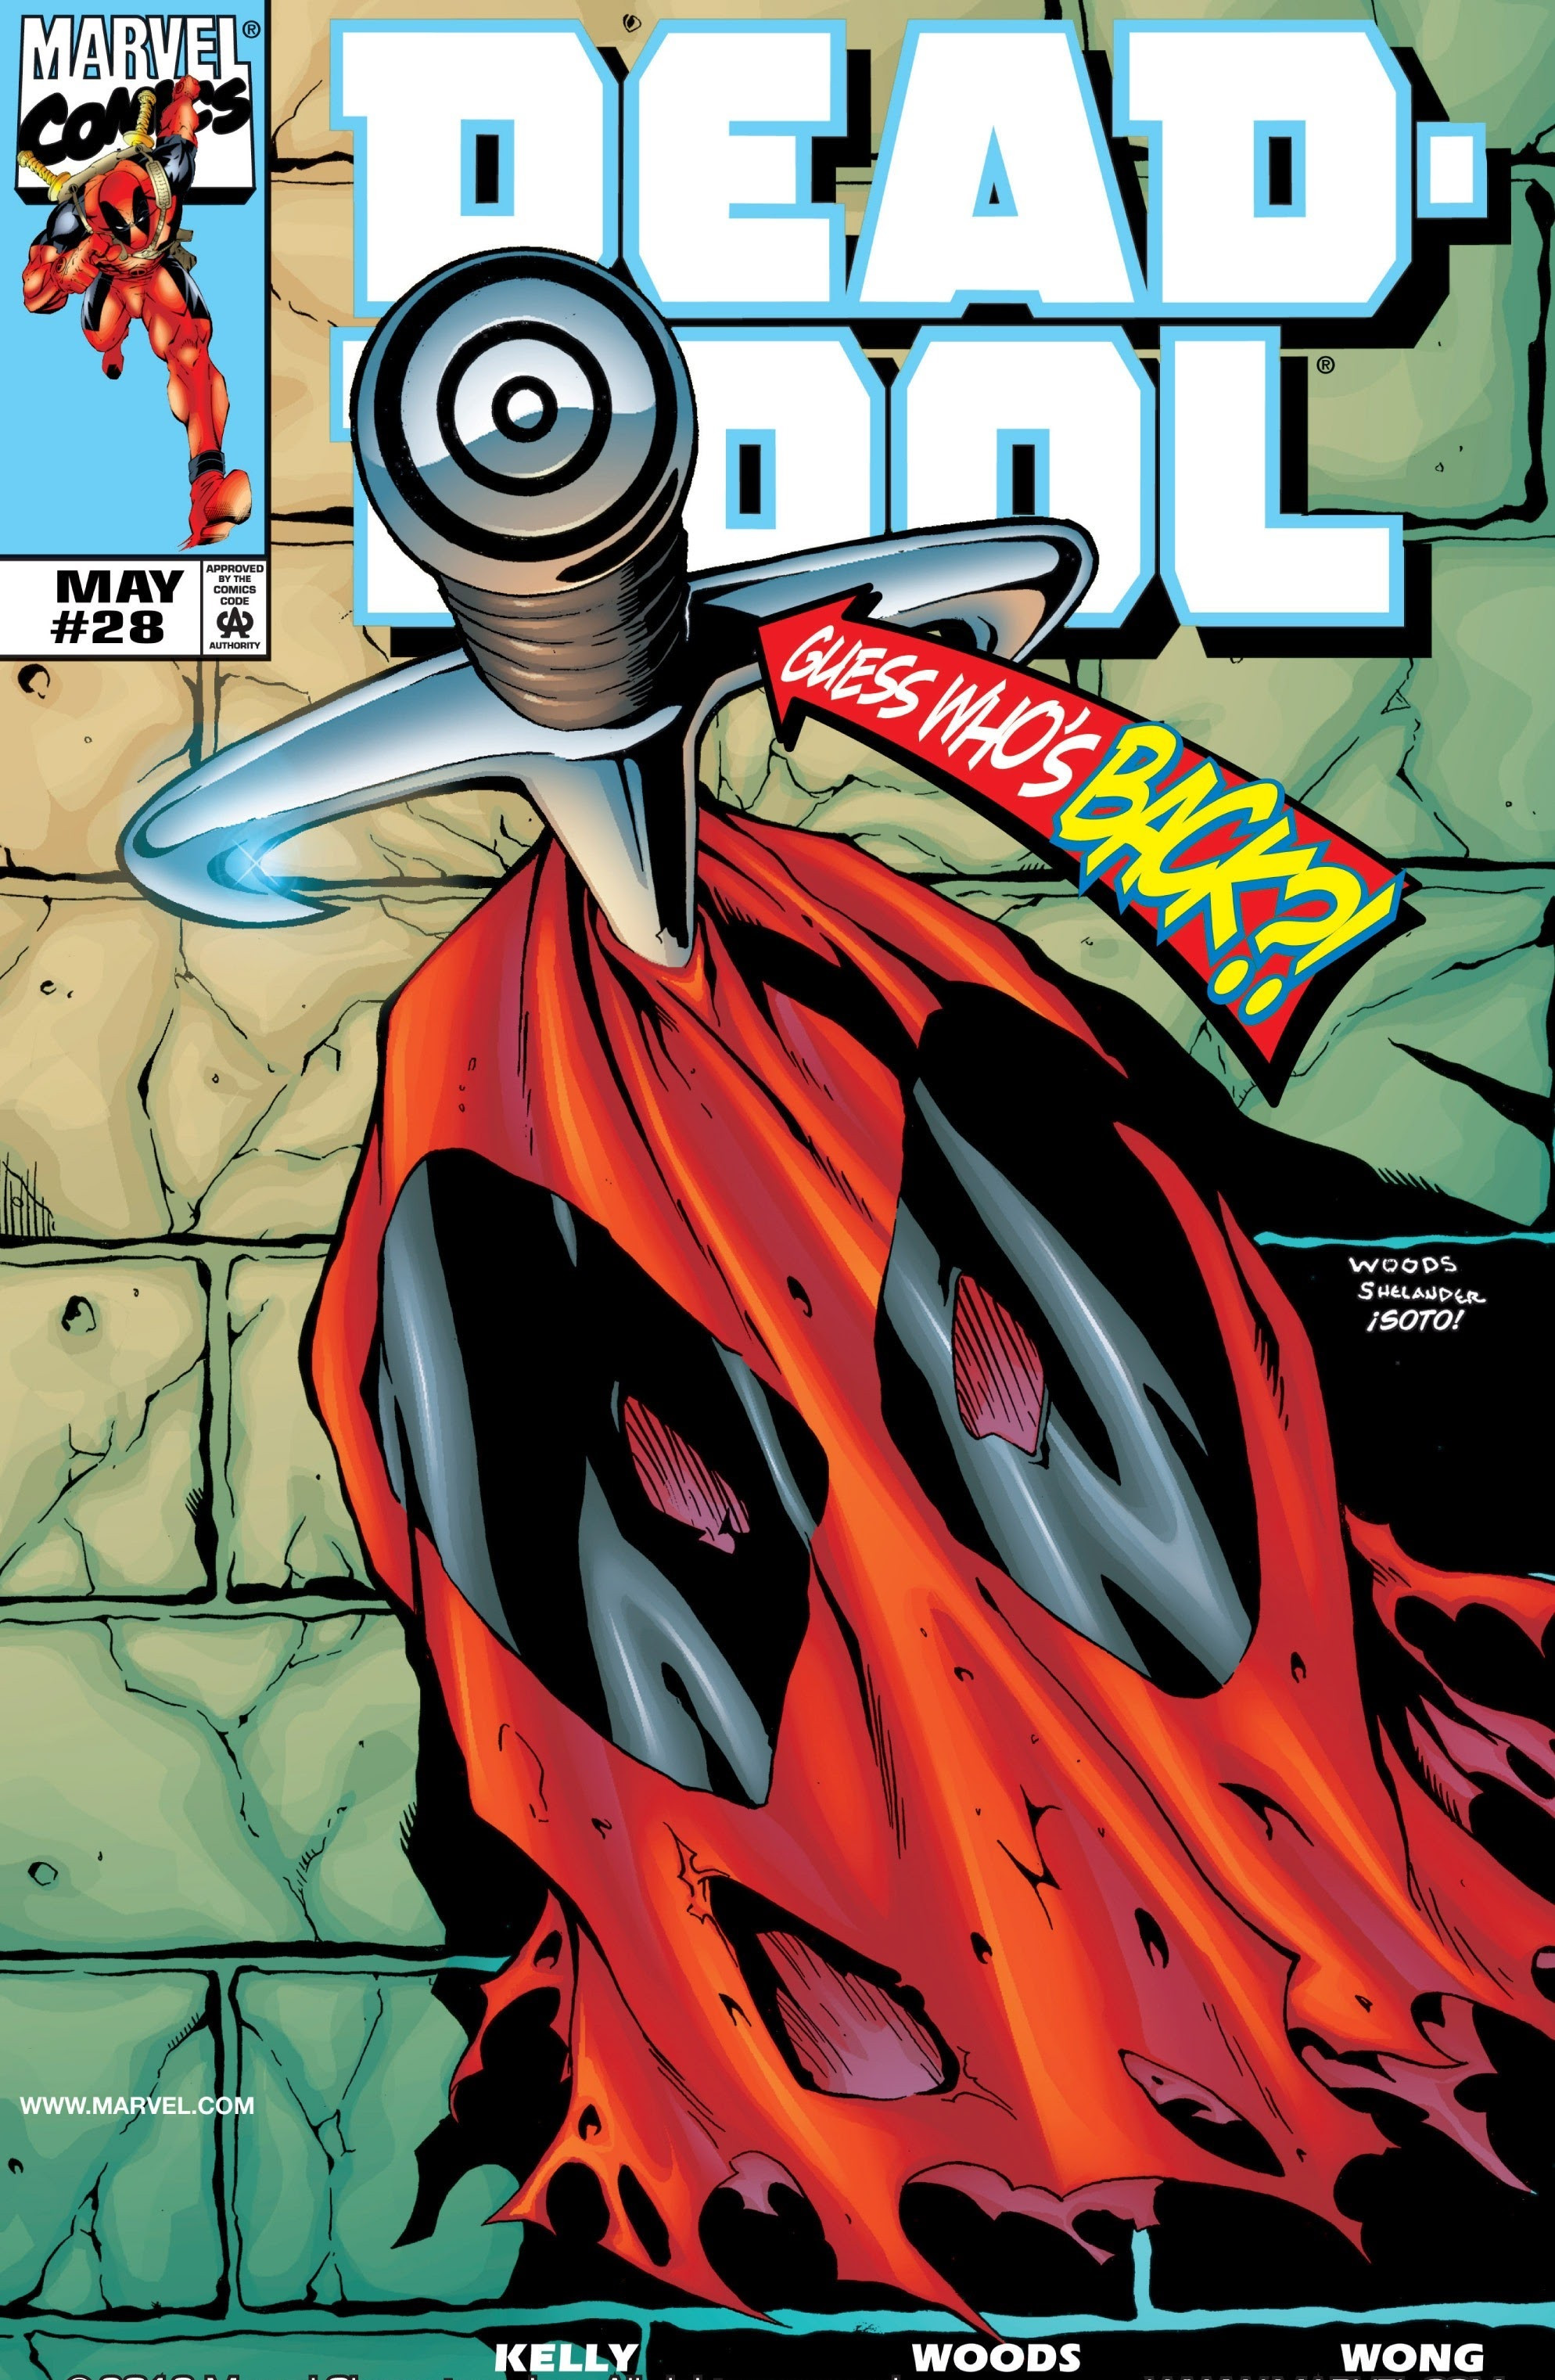 MARVEL®
COMICS
DEAD-
POOL®
MAY
#28
APPROVED
BY THE
COMICS
CODE
CA
AUTHORITY
GUESS WHO'S BACK?!
WOODS
SHELANDER
¡SOTO!
WWW.MARVEL.COM
KELLY WOODS WONG